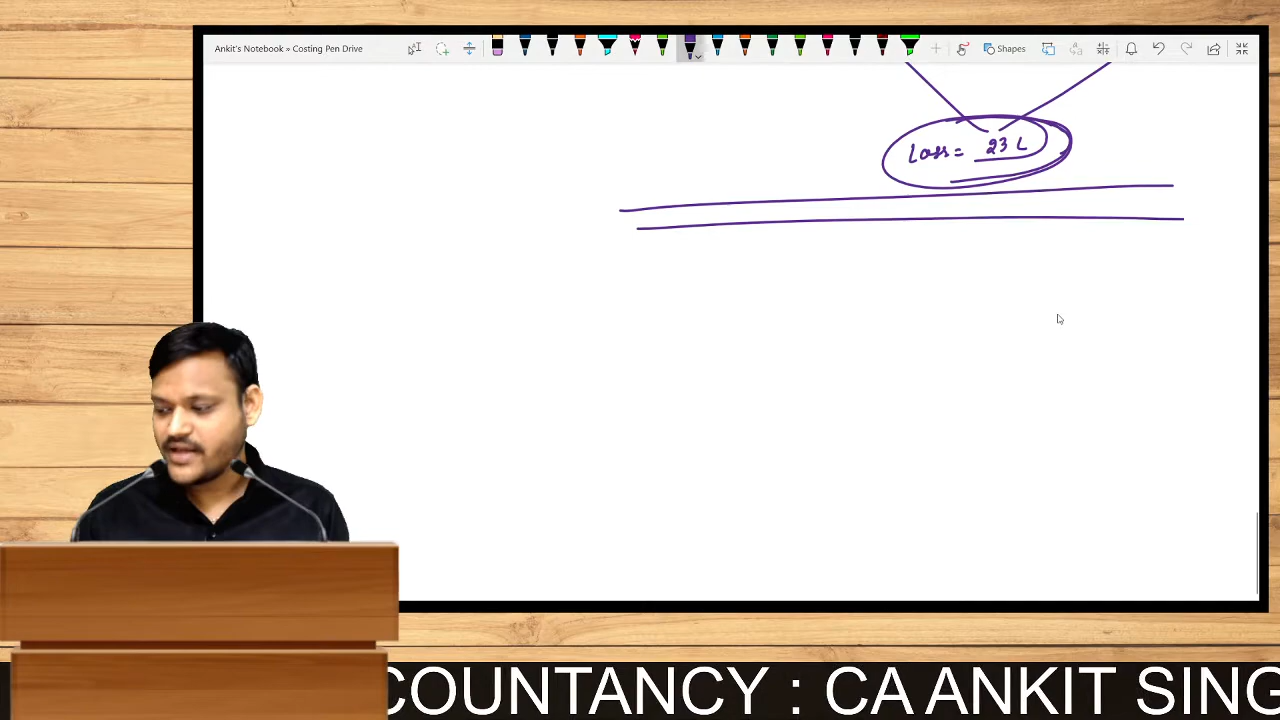 Ankit's Notebook » Costing Pen Drive
Shapes
Loss = 23 L
COUNTANCY : CA ANKIT SING